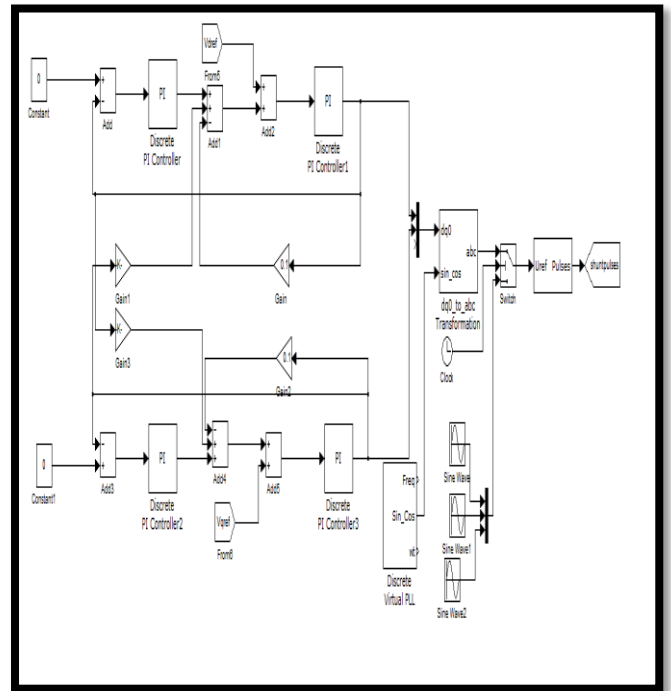 Vdref
From5
0
Constant
+
-
Add
PI
Discrete
PI Controller
+
+
-
Add1
+
+
Add2
PI
Discrete
PI Controller1
dq0
sin_cos
abc
dq0_to_abc
Transformation
Switch
Uref
Pulses
shuntpulses
K-
Gain1
0.1
Gain
K-
Gain3
0.1
Gain2
Clock
0
Constant1
-
+
Add3
PI
Discrete
PI Controller2
-
+
+
Add4
+
+
Add5
PI
Discrete
PI Controller3
Vqref
From6
Freq
Sin_Cos
wt
Discrete
Virtual PLL
Sine Wave
Sine Wave1
Sine Wave2